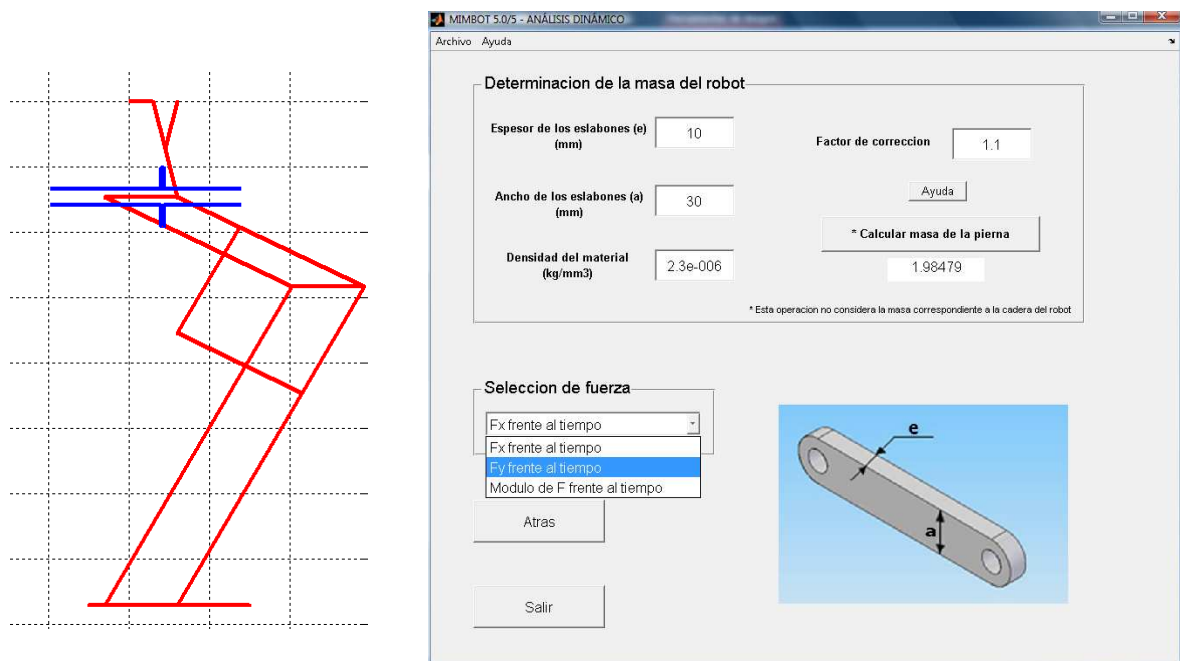 MIMBOT 5.0/5 - ANÁLISIS DINÁMICO
Archivo Ayuda
Determinacion de la masa del robot
Espesor de los eslabones (e)
(mm)
10
Factor de correccion
1.1
Ancho de los eslabones (a)
(mm)
30
Ayuda
* Calcular masa de la pierna
Densidad del material
(kg/mm3)
2.3e-006
1.98479
* Esta operacion no considera la masa correspondiente a la cadera del robot
Seleccion de fuerza
Fx frente al tiempo
Fx frente al tiempo
Fy frente al tiempo
Modulo de F frente al tiempo
Atras
Salir
e
a